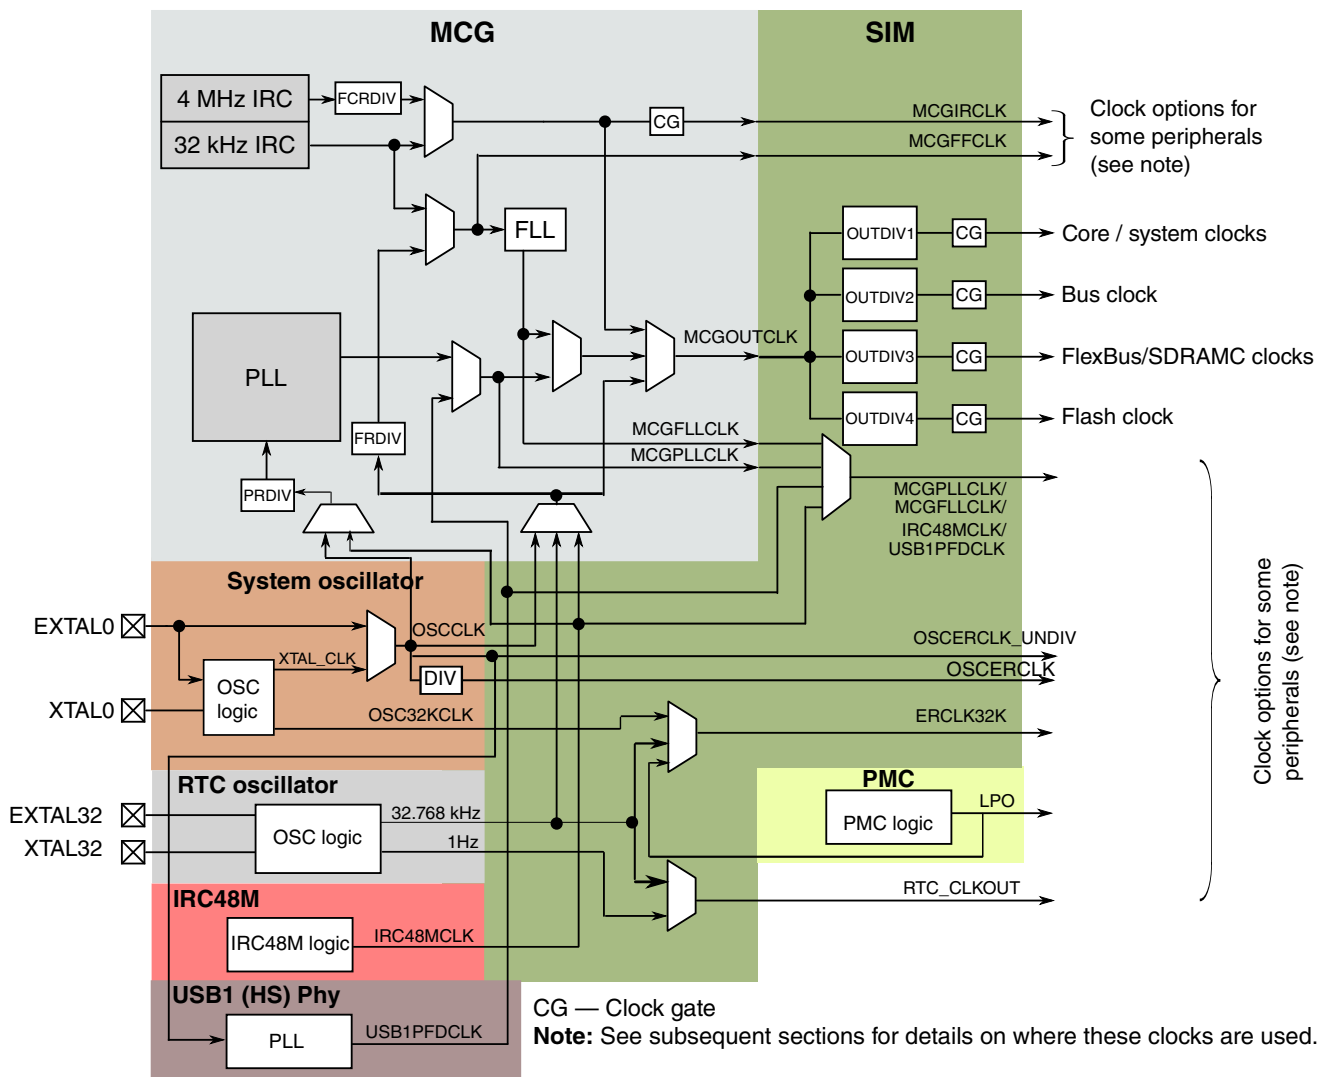 MCG
SIM
4 MHz IRC
FCRDIV
32 kHz IRC
CG
MCGIRCLK
MCGFFCLK
Clock options for
some peripherals
(see note)
FLL
OUTDIV1
CG
Core / system clocks
OUTDIV2
CG
Bus clock
MCGOUTCLK
OUTDIV3
CG
FlexBus/SDRAMC clocks
PLL
OUTDIV4
CG
Flash clock
FRDIV
MCGFLLCLK
MCGPLLCLK
PRDIV
MCGPLLCLK/
MCGFLLCLK/
IRC48MCLK/
USB1PFDCLK
System oscillator
EXTAL0
OSCCLK
OSCERCLK_UNDIV
XTAL_CLK
OSC
logic
DIV
OSCERCLK
XTAL0
OSC32KCLK
ERCLK32K
Clock options for some
peripherals (see note)
RTC oscillator
PMC
EXTAL32
XTAL32
OSC logic
32.768 kHz
1Hz
PMC logic
LPO
RTC_CLKOUT
IRC48M
IRC48M logic
IRC48MCLK
USB1 (HS) Phy
PLL
USB1PFDCLK
CG — Clock gate
Note: See subsequent sections for details on where these clocks are used.